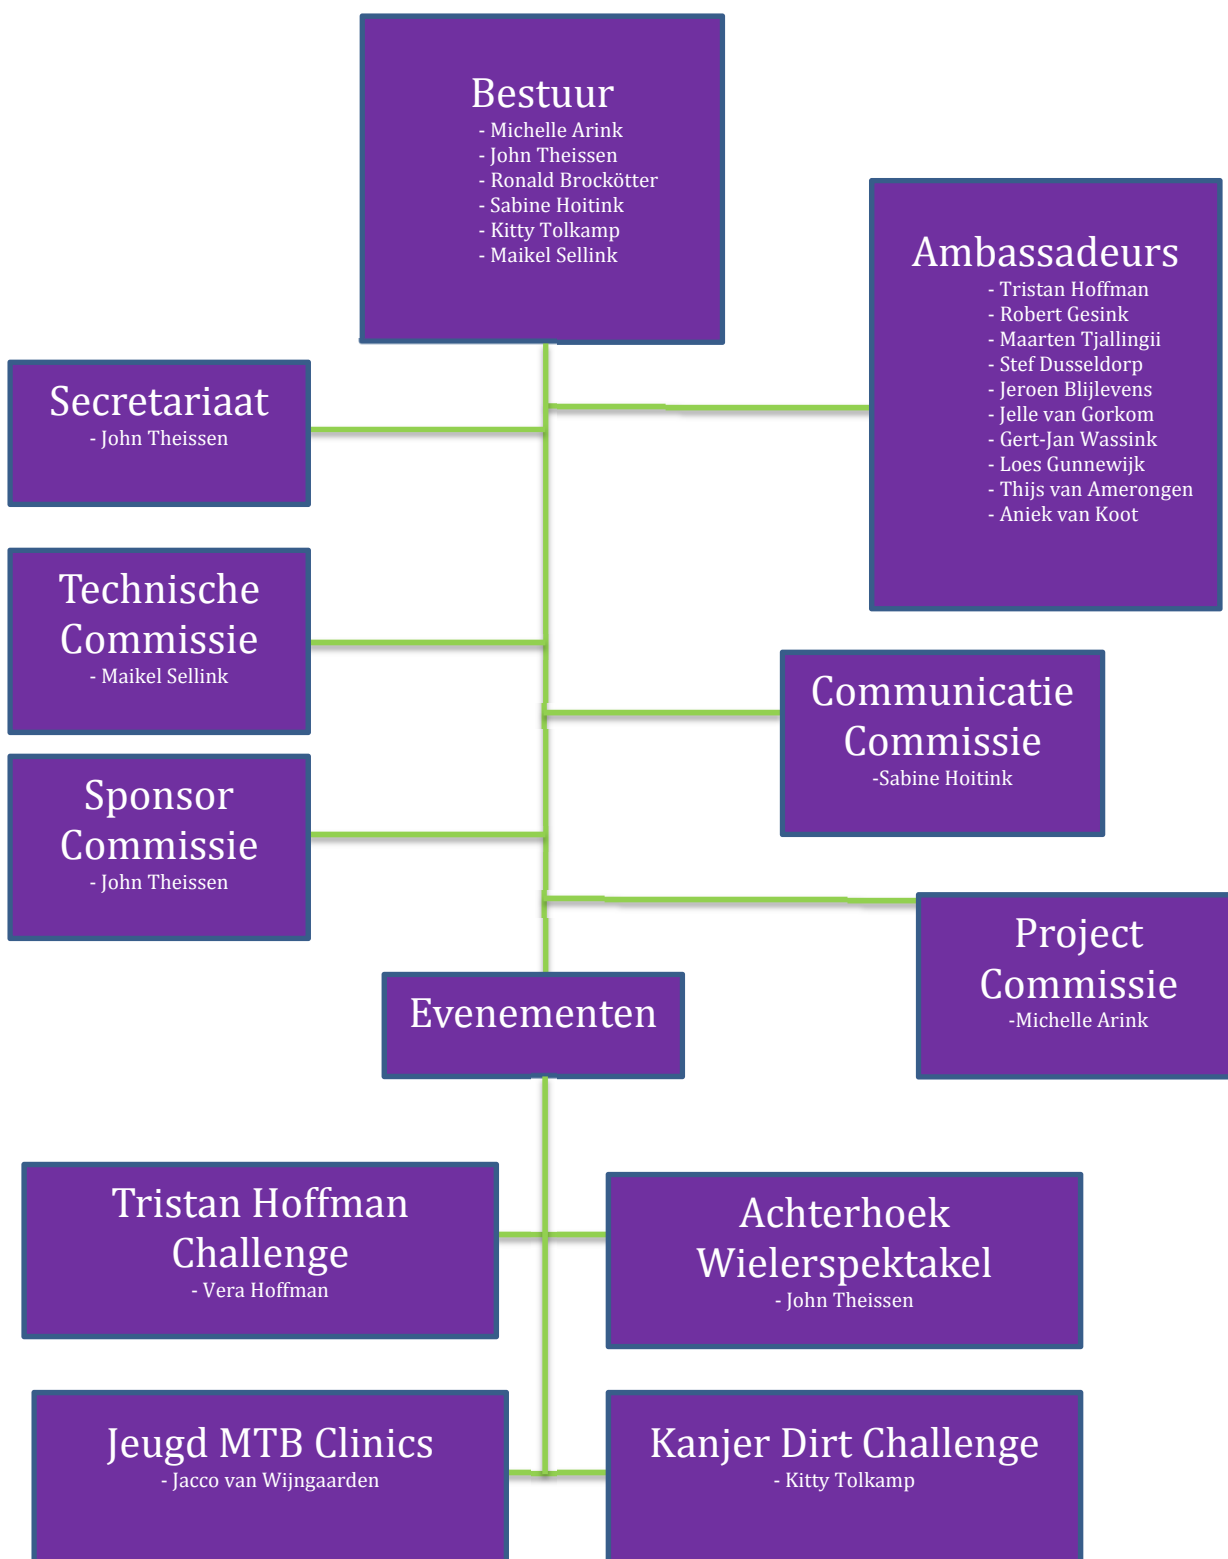 Bestuur
- Michelle Arink
- John Theissen
- Ronald Brockötter
- Sabine Hoitink
- Kitty Tolkamp
- Maikel Sellink
Ambassadeurs
- Tristan Hoffman
- Robert Gesink
- Maarten Tjallingii
- Stef Dusseldorp
- Jeroen Blijlevens
- Jelle van Gorkom
- Gert-Jan Wassink
- Loes Gunnewijk
- Thijs van Amerongen
- Aniek van Koot
Secretariaat
- John Theissen
Technische
Commissie
- Maikel Sellink
Communicatie
Commissie
-Sabine Hoitink
Sponsor
Commissie
- John Theissen
Project
Commissie
-Michelle Arink
Evenementen
Tristan Hoffman
Challenge
- Vera Hoffman
Achterhoek
Wielerspektakel
- John Theissen
Jeugd MTB Clinics
- Jacco van Wijngaarden
Kanjer Dirt Challenge
- Kitty Tolkamp